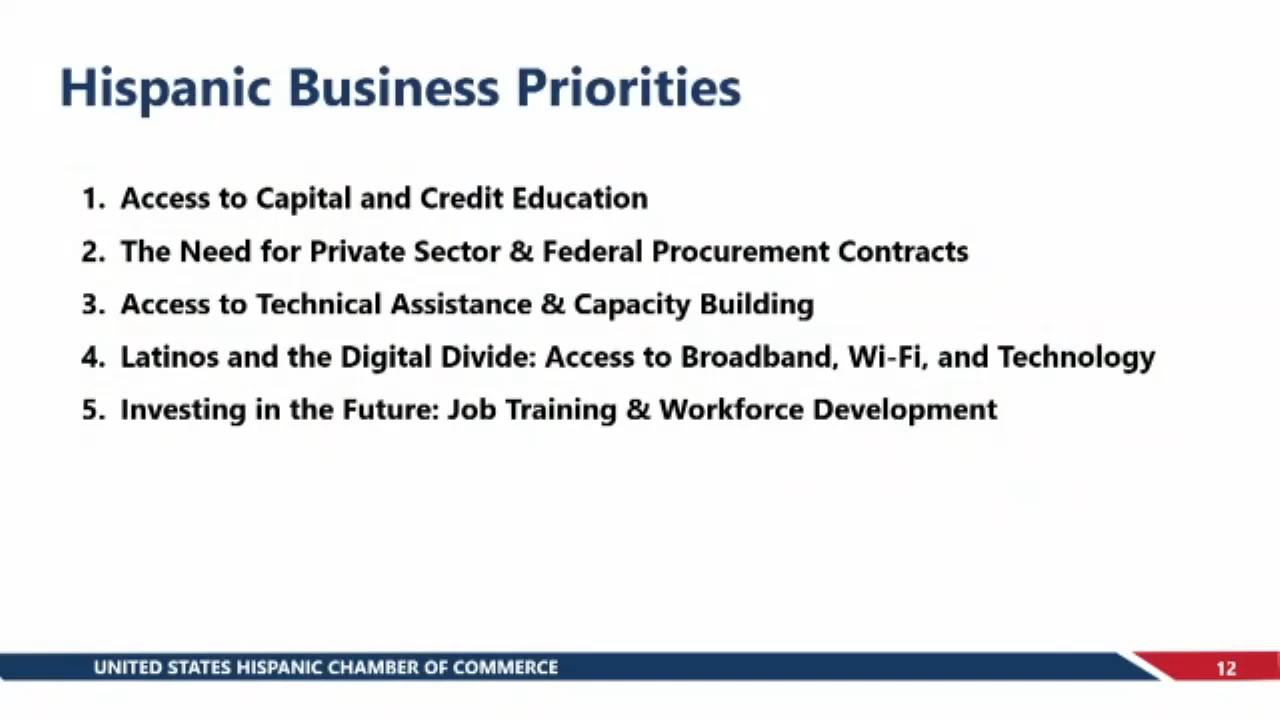 Hispanic Business Priorities
1. Access to Capital and Credit Education
2. The Need for Private Sector & Federal Procurement Contracts
3. Access to Technical Assistance & Capacity Building
4. Latinos and the Digital Divide: Access to Broadband, Wi-Fi, and Technology
5. Investing in the Future: Job Training & Workforce Development
UNITED STATES HISPANIC CHAMBER OF COMMERCE
12